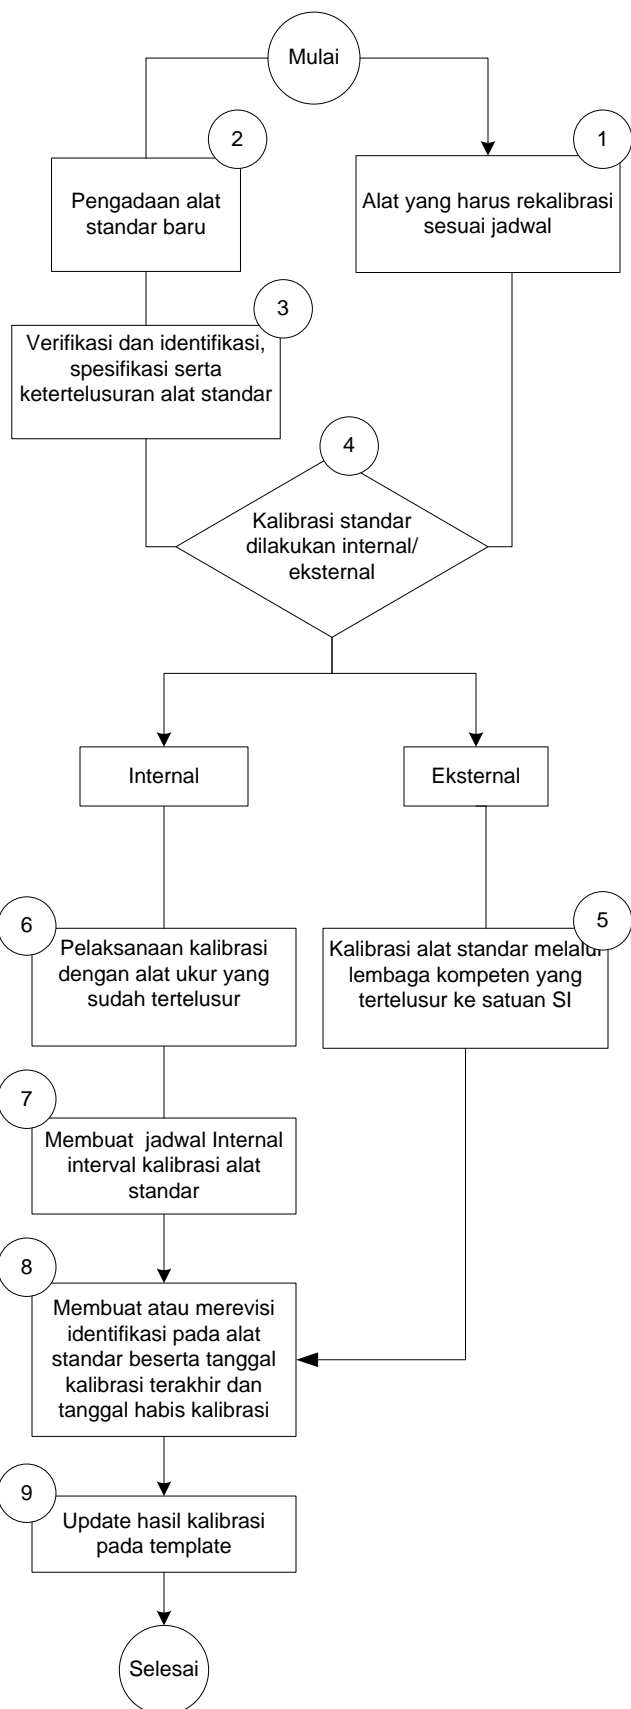 Mulai
2
1
Pengadaan alat
standar baru
Alat yang harus rekalibrasi
sesuai jadwal
3
Verifikasi dan identifikasi,
spesifikasi serta
ketertelusuran alat standar
4
Kalibrasi standar
dilakukan internal/
eksternal
Internal
Eksternal
6
Pelaksanaan kalibrasi
dengan alat ukur yang
sudah tertelusur
5
Kalibrasi alat standar melalui
lembaga kompeten yang
tertelusur ke satuan SI
7
Membuat  jadwal Internal
interval kalibrasi alat
standar
8
Membuat atau merevisi
identifikasi pada alat
standar beserta tanggal
kalibrasi terakhir dan
tanggal habis kalibrasi
9
Update hasil kalibrasi
pada template
Selesai